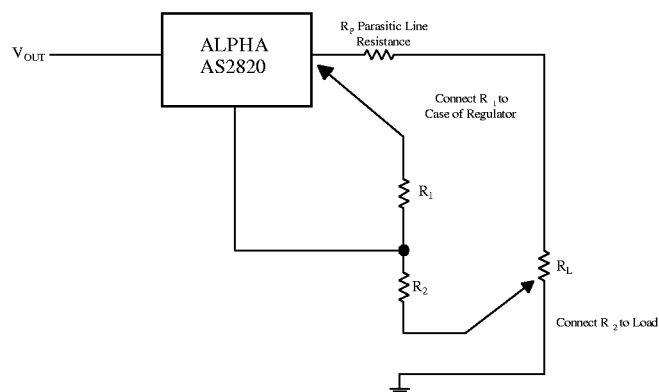 R_P Parasitic Line
Resistance
V_OUT
ALPHA
AS2820
Connect R_1 to
Case of Regulator
R_1
R_2
R_L
Connect R_2 to Load